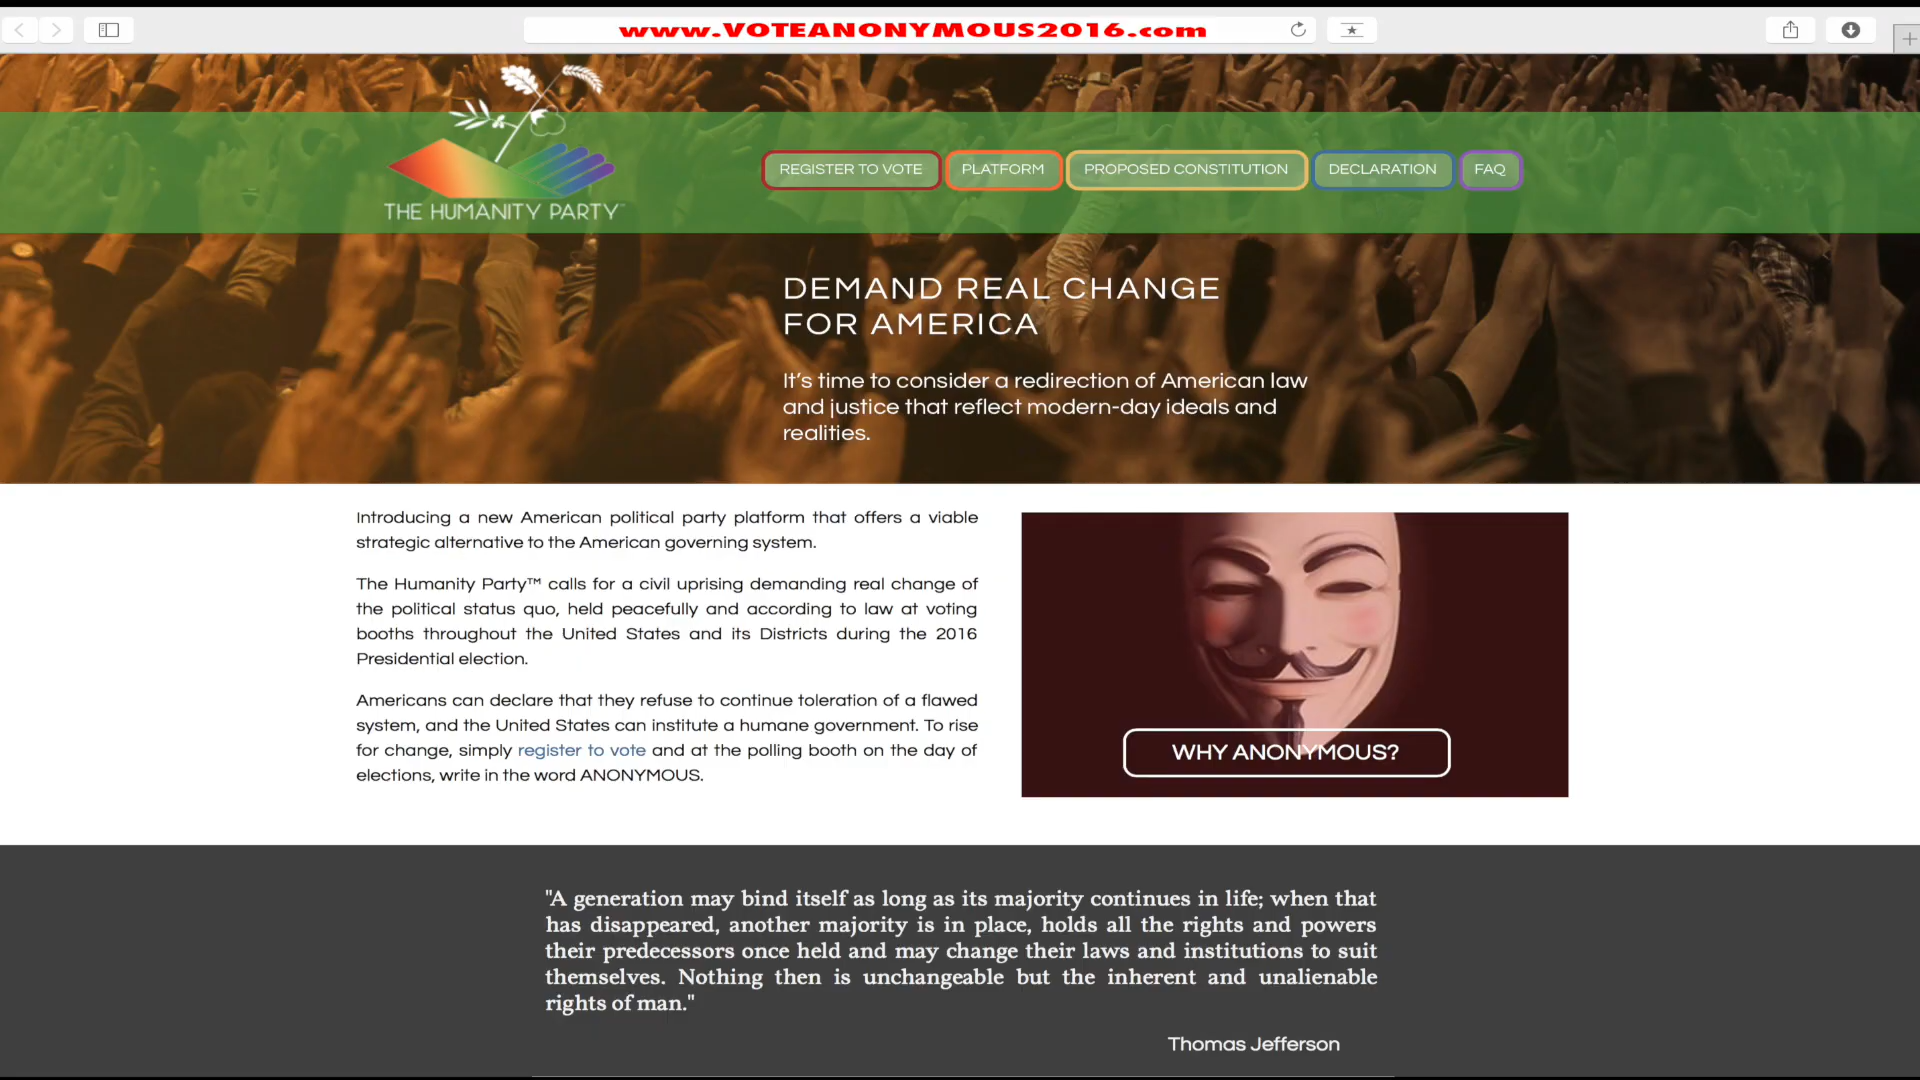 www.VOTEANONYMOUS2016.com
THE HUMANITY PARTY™
REGISTER TO VOTE
PLATFORM
PROPOSED CONSTITUTION
DECLARATION
FAQ
DEMAND REAL CHANGE
FOR AMERICA
It's time to consider a redirection of American law
and justice that reflect modern-day ideals and
realities.
Introducing a new American political party platform that offers a viable
strategic alternative to the American governing system.
The Humanity Party™ calls for a civil uprising demanding real change of
the political status quo, held peacefully and according to law at voting
booths throughout the United States and its Districts during the 2016
Presidential election.
Americans can declare that they refuse to continue toleration of a flawed
system, and the United States can institute a humane government. To rise
for change, simply register to vote and at the polling booth on the day of
elections, write in the word ANONYMOUS.
WHY ANONYMOUS?
"A generation may bind itself as long as its majority continues in life; when that
has disappeared, another majority is in place, holds all the rights and powers
their predecessors once held and may change their laws and institutions to suit
themselves. Nothing then is unchangeable but the inherent and unalienable
rights of man."
Thomas Jefferson